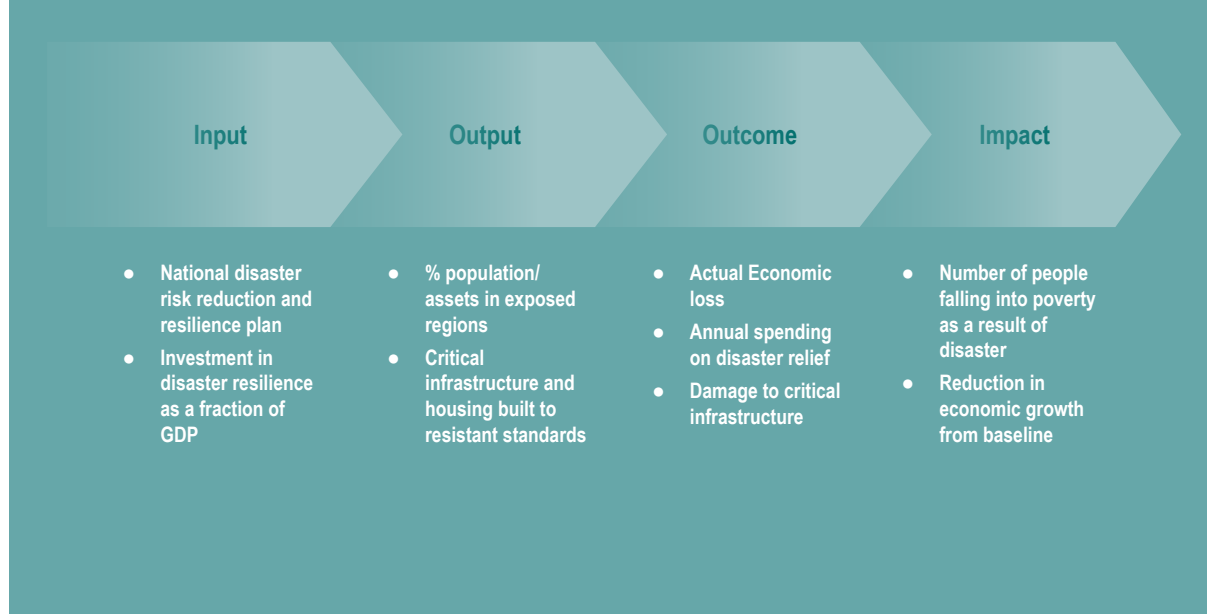 Input
Output
Outcome
Impact
● National disaster
risk reduction and
resilience plan
● Investment in
disaster resilience
as a fraction of
GDP
● % population/
assets in exposed
regions
● Critical
infrastructure and
housing built to
resistant standards
● Actual Economic
loss
● Annual spending
on disaster relief
● Damage to critical
infrastructure
● Number of people
falling into poverty
as a result of
disaster
● Reduction in
economic growth
from baseline